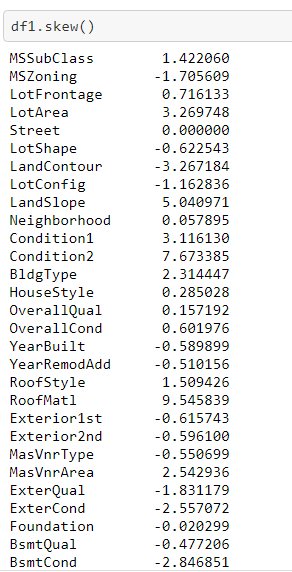 df1.skew()
MSSubClass 1.422060
MSZoning -1.705609
LotFrontage 0.716133
LotArea 3.269748
Street 0.000000
LotShape -0.622543
LandContour -3.267184
LotConfig -1.162836
LandSlope 5.040971
Neighborhood 0.057895
Condition1 3.116130
Condition2 7.673385
BldgType 2.314447
HouseStyle 0.285028
OverallQual 0.157192
OverallCond 0.601976
YearBuilt -0.589899
YearRemodAdd -0.510156
RoofStyle 1.509426
RoofMatl 9.545839
Exterior1st -0.615743
Exterior2nd -0.596100
MasVnrType -0.550699
MasVnrArea 2.542936
ExterQual -1.831179
ExterCond -2.557072
Foundation -0.020299
BsmtQual -0.477206
BsmtCond -2.846851